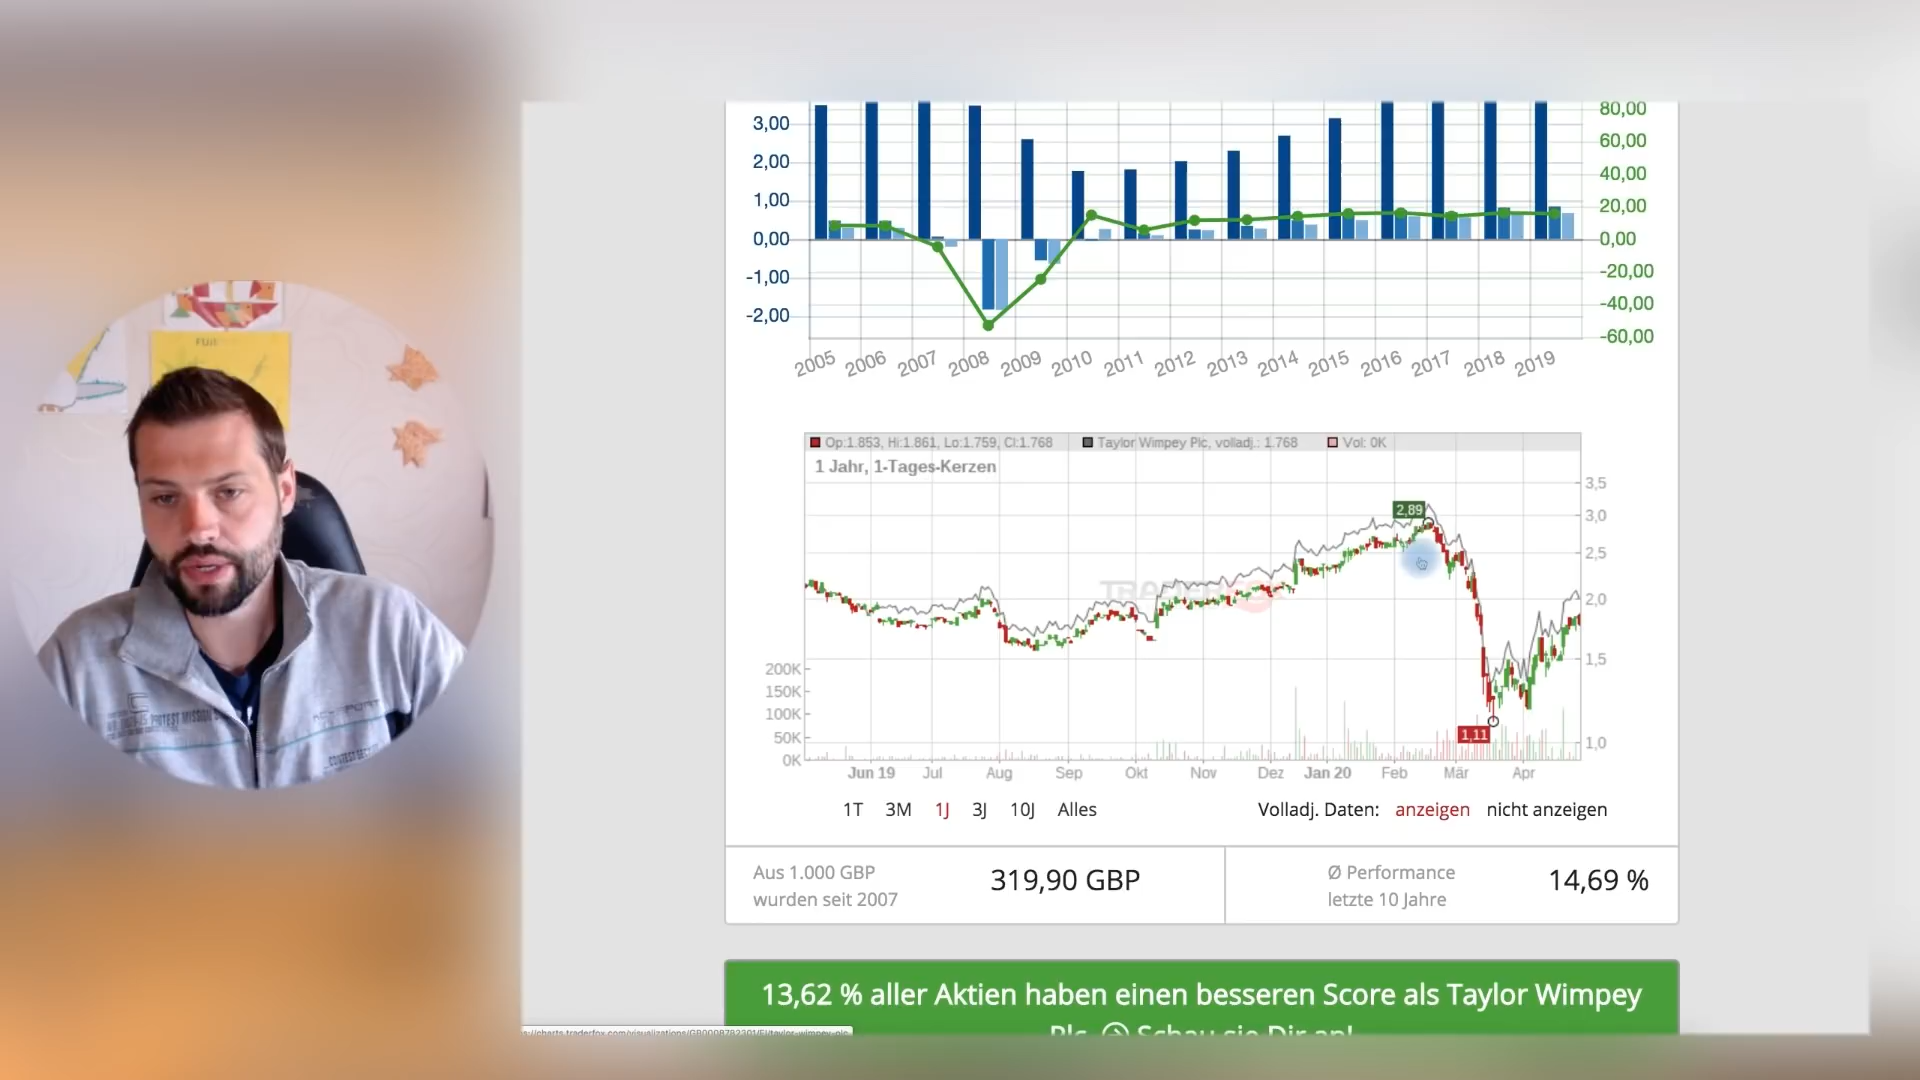 3,00
2,00
1,00
0,00
-1,00
-2,00
80,00
60,00
40,00
20,00
0,00
-20,00
-40,00
-60,00
2005 2006 2007 2008 2009 2010 2011 2012 2013 2014 2015 2016 2017 2018 2019
Op:1.853, Hi:1.861, Lo:1.759, Cl:1.768 Taylor Wimpey Plc, volladj.: 1.768 Vol: 0K
1 Jahr, 1-Tages-Kerzen
2,89
1,11
3,5
3,0
2,5
2,0
1,5
1,0
200K
150K
100K
50K
0K
Jun 19 Jul Aug Sep Okt Nov Dez Jan 20 Feb Mär Apr
1T 3M 1J 3J 10J Alles
Volladj. Daten: anzeigen nicht anzeigen
Aus 1.000 GBP
wurden seit 2007
319,90 GBP
Ø Performance
letzte 10 Jahre
14,69 %
13,62 % aller Aktien haben einen besseren Score als Taylor Wimpey
Plc. Schau sie Dir an!